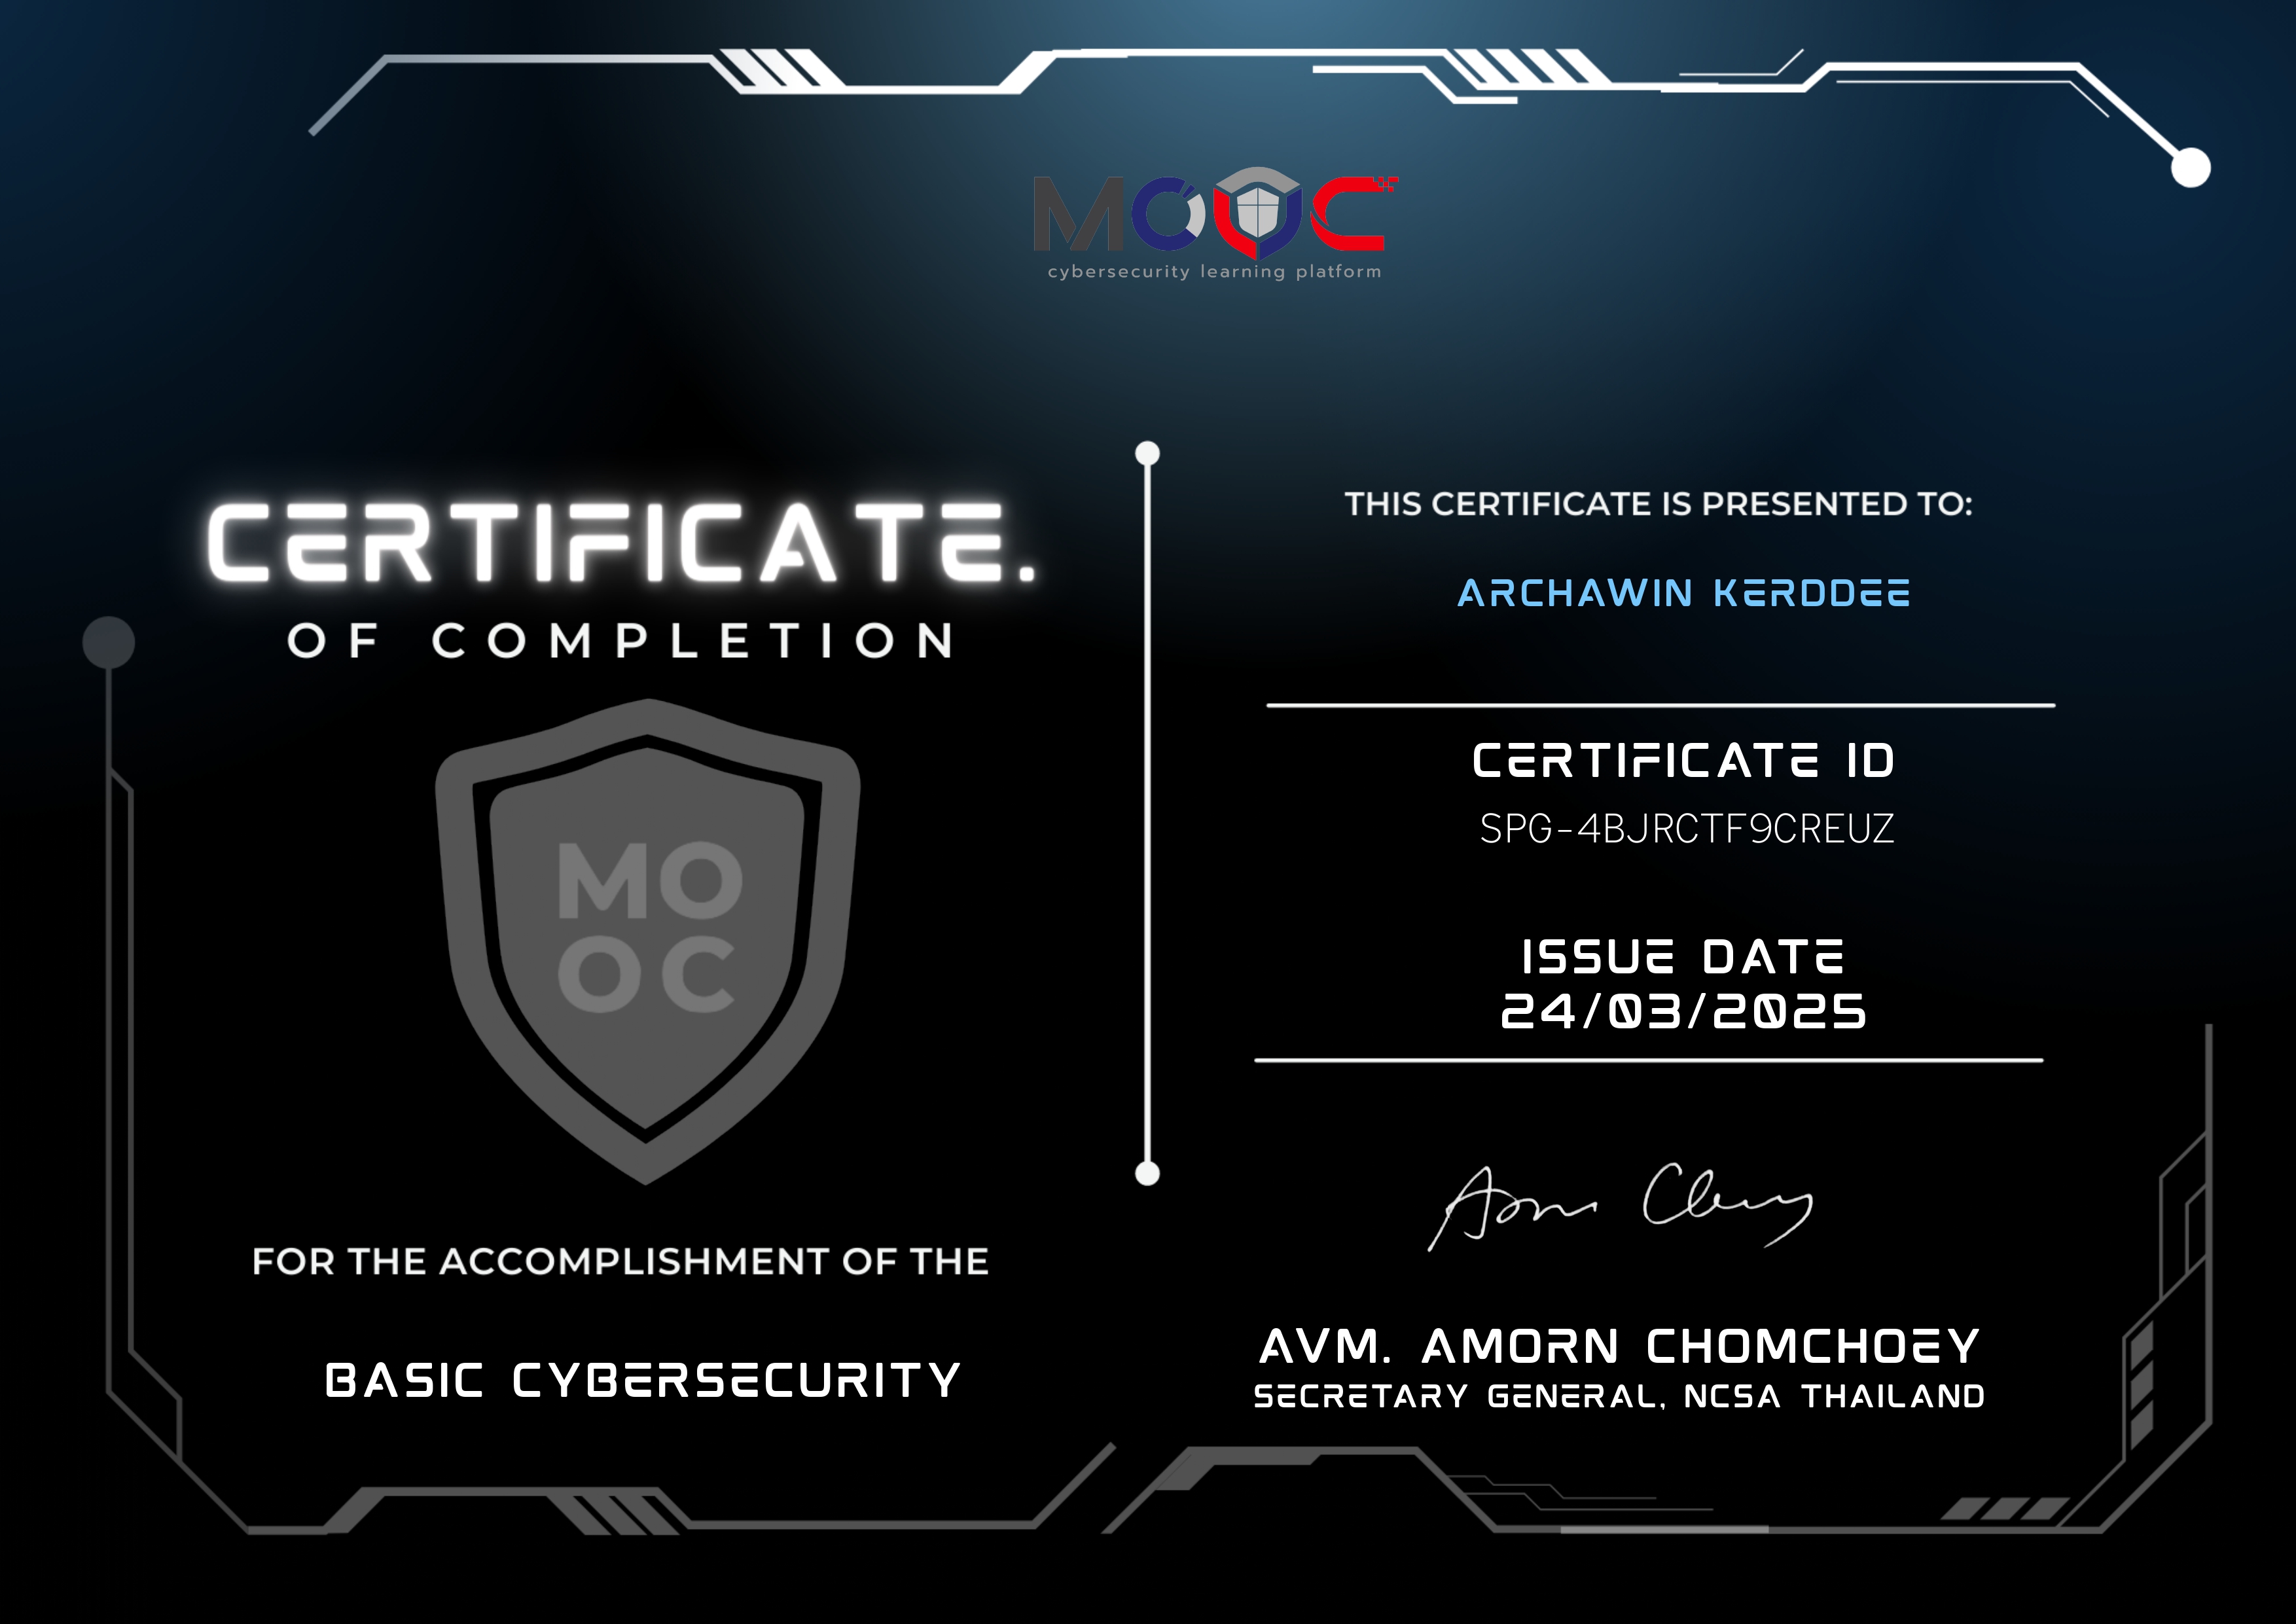 MOOC
cybersecurity learning platform
CERTIFICATE.
OF COMPLETION
MO
OC
FOR THE ACCOMPLISHMENT OF THE
BASIC CYBERSECURITY
THIS CERTIFICATE IS PRESENTED TO:
ARCHAWIN KERDDEE
CERTIFICATE ID
SPG-4BJRCTF9CREUZ
ISSUE DATE
24/03/2025
AVM. AMORN CHOMCHOEY
SECRETARY GENERAL, NCSA THAILAND